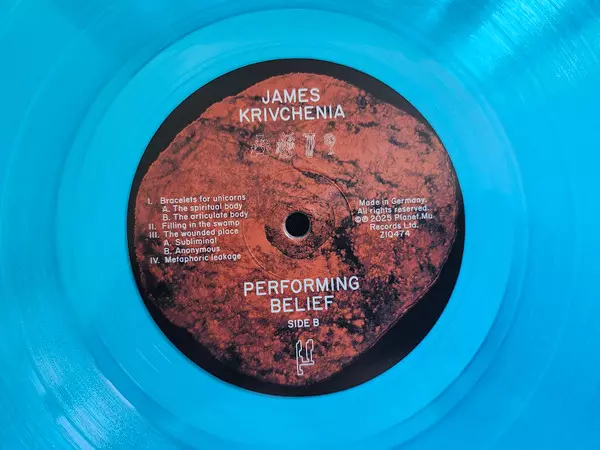 JAMES
KRIVCHENIA
I. Bracelets for unicorns
A. The spiritual body
B. The articulate body
II. Filling in the swamp
III. The wounded place
A. Subliminal
B. Anonymous
IV. Metaphoric leakage
Made in Germany.
All rights reserved.
℗© 2025 Planet Mu
Records Ltd.
ZIQ474
PERFORMING
BELIEF
SIDE B